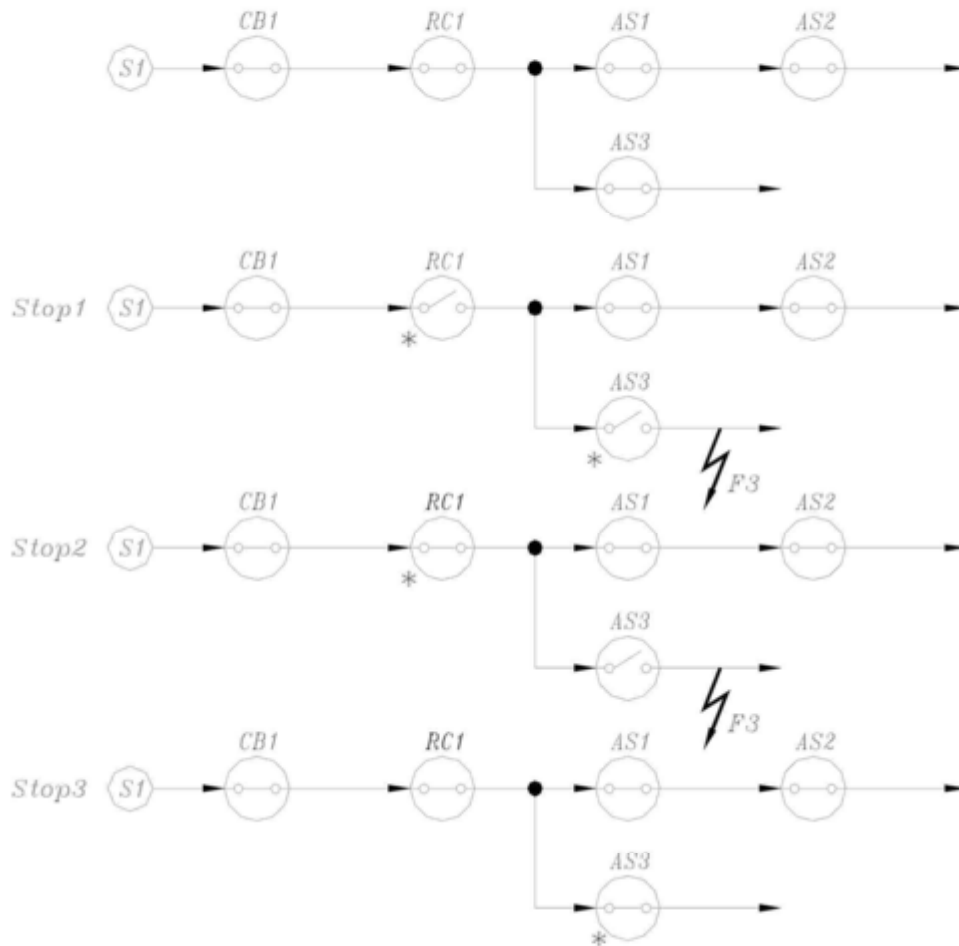 CB1 RC1 AS1 AS2
S1
AS3
CB1 RC1 AS1 AS2
Stop1 S1
*
AS3
*
F3
CB1 RC1 AS1 AS2
Stop2 S1
*
AS3
F3
CB1 RC1 AS1 AS2
Stop3 S1
AS3
*